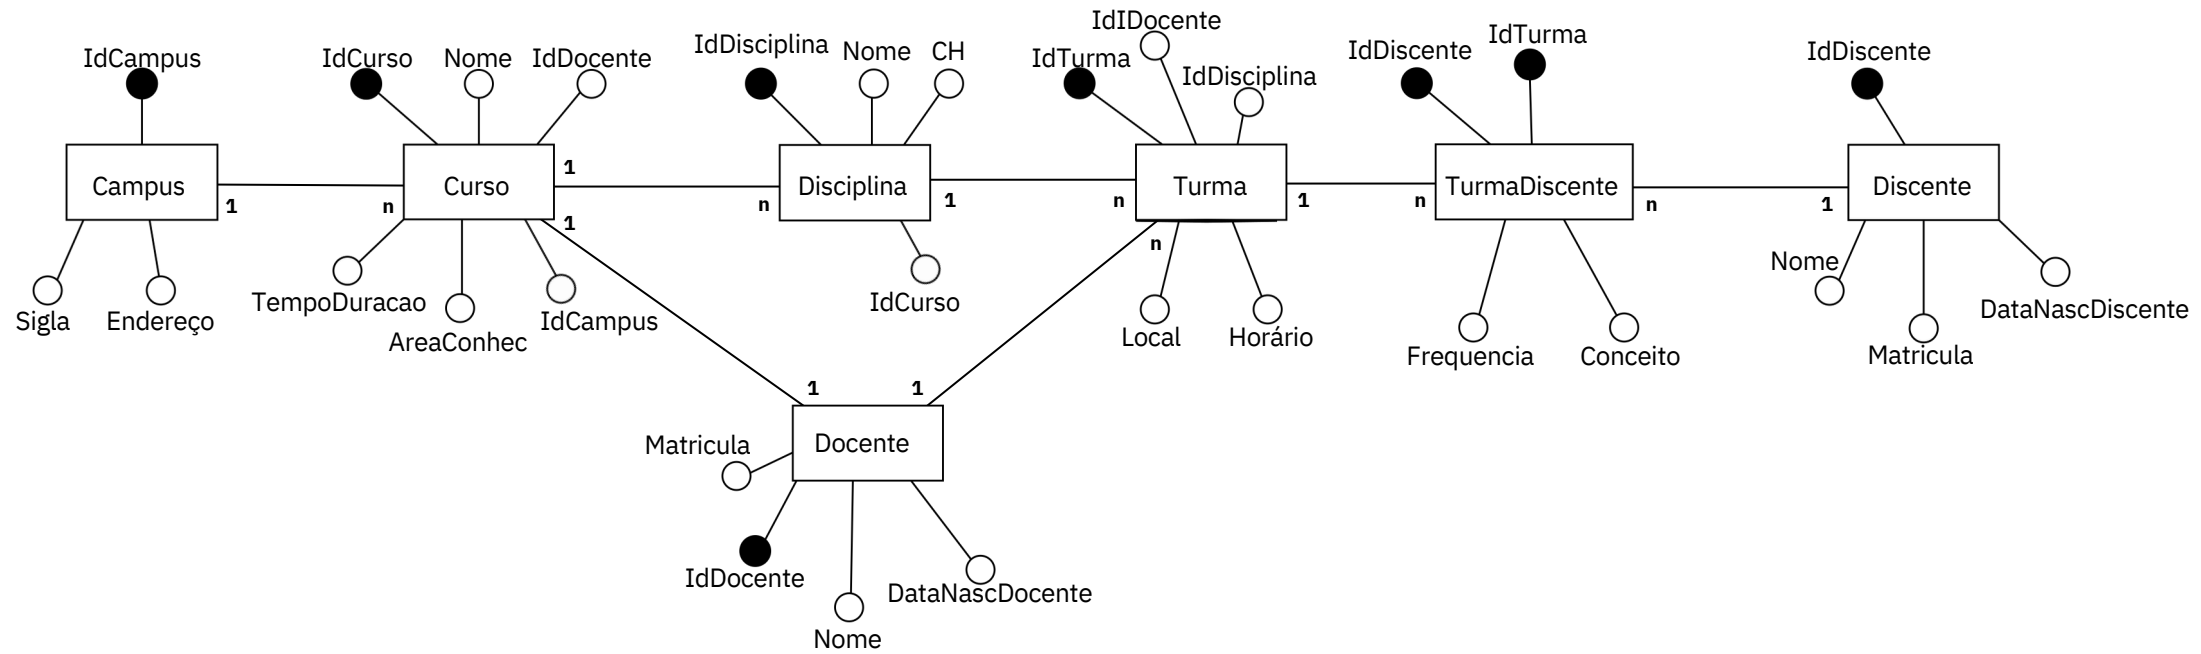 IdIDocente
IdTurma
IdDisciplina
IdCampus
IdCurso
Nome
IdDocente
IdDisciplina
Nome
CH
IdTurma
IdDisciplina
IdDiscente
IdDiscente
Campus
1
n
Curso
1
1
n
Disciplina
1
n
Turma
n
1
n
TurmaDiscente
n
1
Discente
Sigla
Endereço
TempoDuracao
AreaConhec
IdCampus
IdCurso
Local
Horário
Frequencia
Conceito
Nome
Matricula
DataNascDiscente
1
1
Docente
Matricula
IdDocente
Nome
DataNascDocente